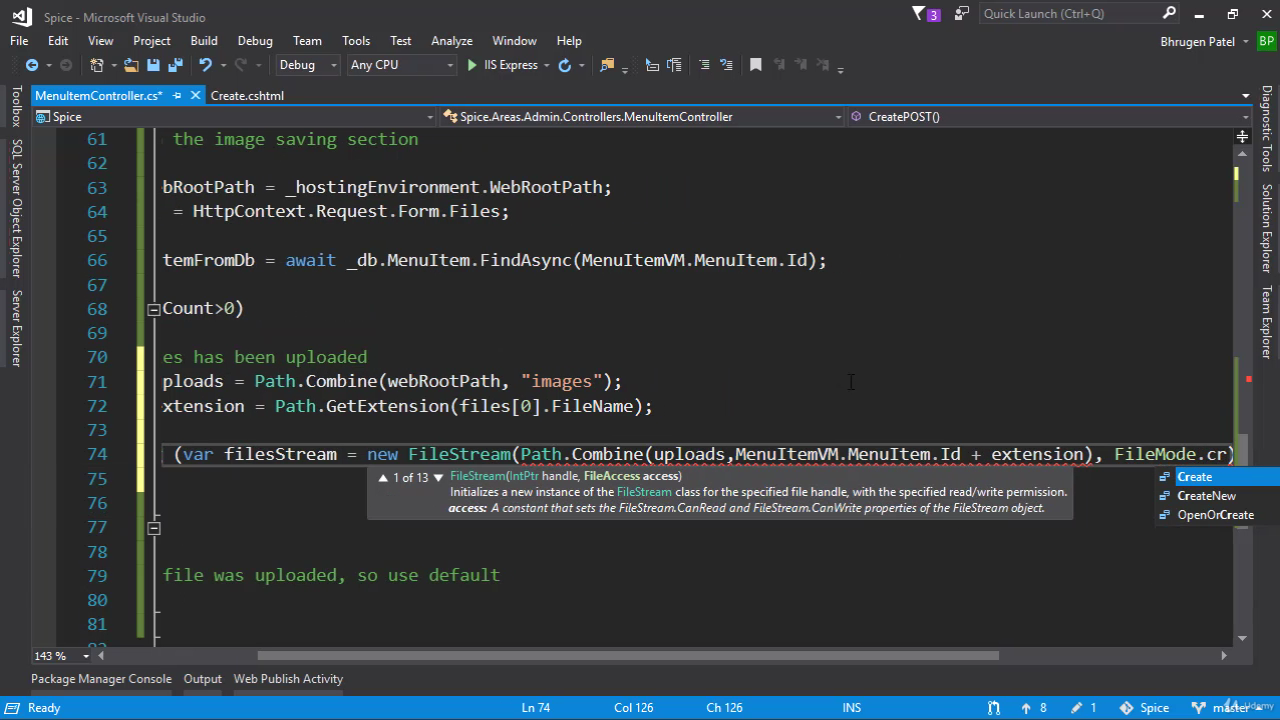 Spice - Microsoft Visual Studio
3
Quick Launch (Ctrl+Q)
File Edit View Project Build Debug Team Tools Test Analyze Window Help
Bhrugen Patel BP
Debug Any CPU IIS Express
MenuItemController.cs* Create.cshtml
Spice Spice.Areas.Admin.Controllers.MenuItemController CreatePOST()
Toolbox
SQL Server Object Explorer
Server Explorer
61 the image saving section
62
63 bRootPath = _hostingEnvironment.WebRootPath;
64 = HttpContext.Request.Form.Files;
65
66 temFromDb = await _db.MenuItem.FindAsync(MenuItemVM.MenuItem.Id);
67
68 Count>0)
69
70 es has been uploaded
71 ploads = Path.Combine(webRootPath, "images");
72 xtension = Path.GetExtension(files[0].FileName);
73
74 (var filesStream = new FileStream(Path.Combine(uploads,MenuItemVM.MenuItem.Id + extension), FileMode.cr)
75
76
77
78
79 file was uploaded, so use default
80
81
82
1 of 13 FileStream(IntPtr handle, FileAccess access)
Initializes a new instance of the FileStream class for the specified file handle, with the specified read/write permission.
access: A constant that sets the FileStream.CanRead and FileStream.CanWrite properties of the FileStream object.
Create
CreateNew
OpenOrCreate
Diagnostic Tools
Solution Explorer
Team Explorer
143 %
Package Manager Console Output Web Publish Activity
Ready Ln 74 Col 126 Ch 126 INS 8 1 Spice master
Udemy